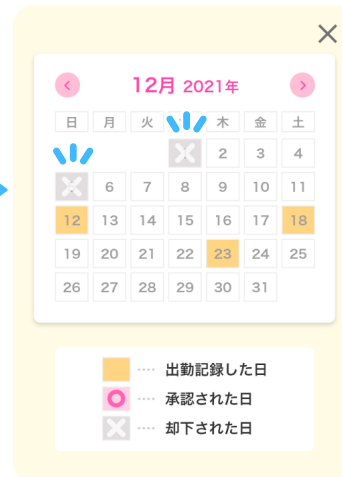 12月 2021年
日 月 火 木 金 土
2 3 4
6 7 8 9 10 11
12 13 14 15 16 17 18
19 20 21 22 23 24 25
26 27 28 29 30 31
出勤記録した日
承認された日
却下された日